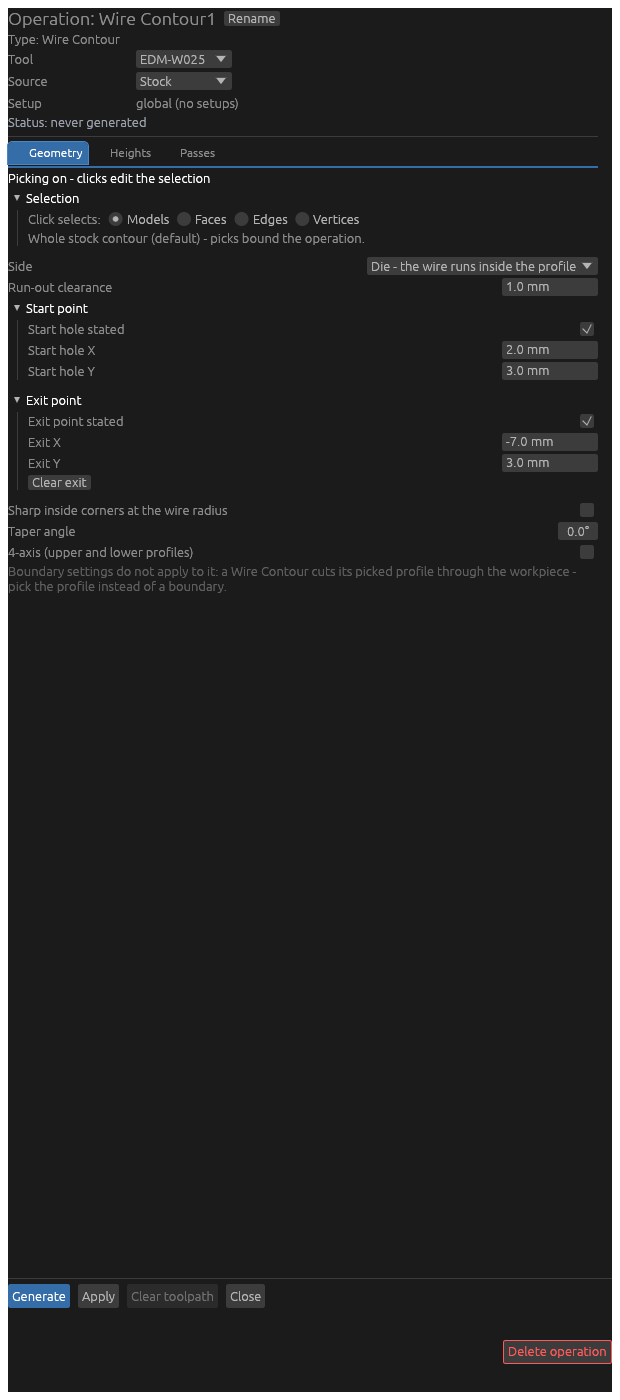 Operation: Wire Contour1 Rename
Type: Wire Contour
Tool EDM-W025
Source Stock
Setup global (no setups)
Status: never generated
Geometry Heights Passes
Picking on - clicks edit the selection
Selection
Click selects: Models Faces Edges Vertices
Whole stock contour (default) - picks bound the operation.
Side Die - the wire runs inside the profile
Run-out clearance 1.0 mm
Start point
Start hole stated
Start hole X 2.0 mm
Start hole Y 3.0 mm
Exit point
Exit point stated
Exit X -7.0 mm
Exit Y 3.0 mm
Clear exit
Sharp inside corners at the wire radius
Taper angle 0.0°
4-axis (upper and lower profiles)
Boundary settings do not apply to it: a Wire Contour cuts its picked profile through the workpiece -
pick the profile instead of a boundary.
Generate Apply Clear toolpath Close
Delete operation